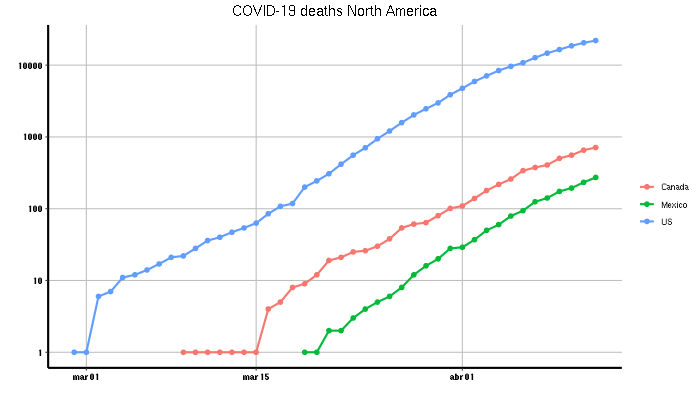 COVID-19 deaths North America
10000
1000
100
10
1
mar 01
mar 15
abr 01
Canada
Mexico
US